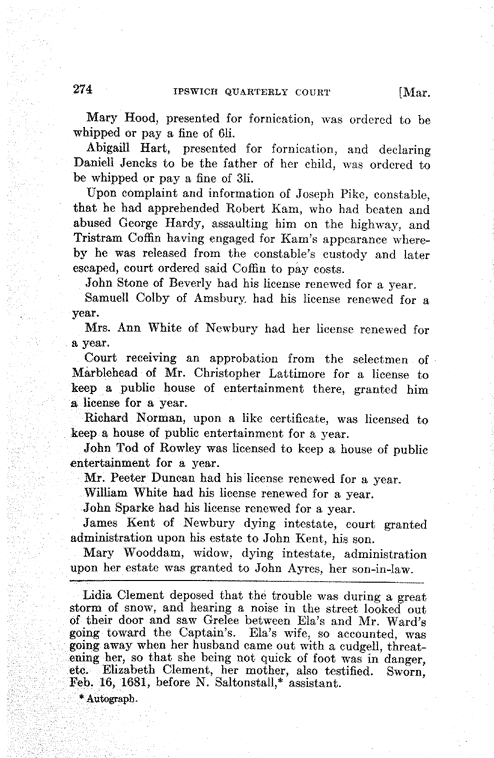 274 IPSWICH QUARTERLY COURT [Mar.
Mary Hood, presented for fornication, was ordered to be
whipped or pay a fine of 6li.
Abigaill Hart, presented for fornication, and declaring
Daniell Jencks to be the father of her child, was ordered to
be whipped or pay a fine of 3li.
Upon complaint and information of Joseph Pike, constable,
that he had apprehended Robert Kam, who had beaten and
abused George Hardy, assaulting him on the highway, and
Tristram Coffin having engaged for Kam's appearance where-
by he was released from the constable's custody and later
escaped, court ordered said Coffin to pay costs.
John Stone of Beverly had his license renewed for a year.
Samuell Colby of Amsbury. had his license renewed for a
year.
Mrs. Ann White of Newbury had her license renewed for
a year.
Court receiving an approbation from the selectmen of
Marblehead of Mr. Christopher Lattimore for a license to
keep a public house of entertainment there, granted him
a license for a year.
Richard Norman, upon a like certificate, was licensed to
keep a house of public entertainment for a year.
John Tod of Rowley was licensed to keep a house of public
entertainment for a year.
Mr. Peeter Duncan had his license renewed for a year.
William White had his license renewed for a year.
John Sparke had his license renewed for a year.
James Kent of Newbury dying intestate, court granted
administration upon his estate to John Kent, his son.
Mary Wooddam, widow, dying intestate, administration
upon her estate was granted to John Ayres, her son-in-law.
Lidia Clement deposed that the trouble was during a great
storm of snow, and hearing a noise in the street looked out
of their door and saw Grelee between Ela's and Mr. Ward's
going toward the Captain's. Ela's wife, so accounted, was
going away when her husband came out with a cudgell, threat-
ening her, so that she being not quick of foot was in danger,
etc. Elizabeth Clement, her mother, also testified. Sworn,
Feb. 16, 1681, before N. Saltonstall,* assistant.
* Autograph.